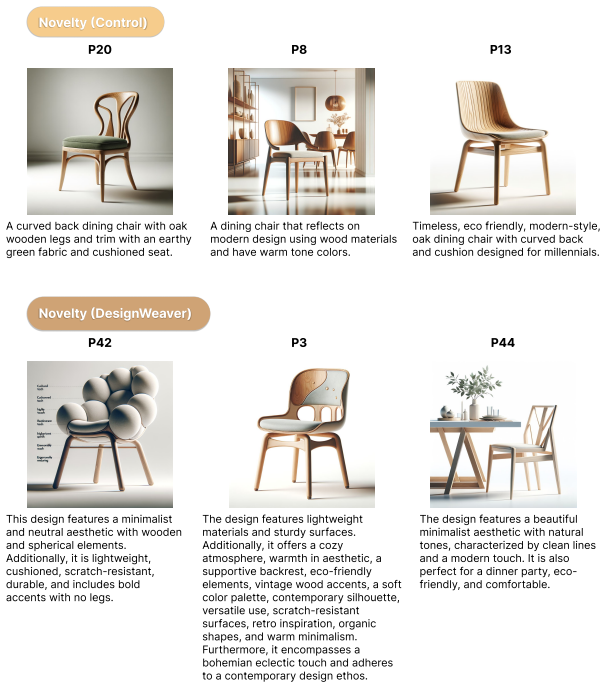 Novelty (Control)
P20
P8
P13
A curved back dining chair with oak
wooden legs and trim with an earthy
green fabric and cushioned seat.
A dining chair that reflects on
modern design using wood materials
and have warm tone colors.
Timeless, eco friendly, modern-style,
oak dining chair with curved back
and cushion designed for millennials.
Novelty (DesignWeaver)
P42
P3
P44
This design features a minimalist
and neutral aesthetic with wooden
and spherical elements.
Additionally, it is lightweight,
cushioned, scratch-resistant,
durable, and includes bold
accents with no legs.
The design features lightweight
materials and sturdy surfaces.
Additionally, it offers a cozy
atmosphere, warmth in aesthetic, a
supportive backrest, eco-friendly
elements, vintage wood accents, a soft
color palette, contemporary silhouette,
versatile use, scratch-resistant
surfaces, retro inspiration, organic
shapes, and warm minimalism.
Furthermore, it encompasses a
bohemian eclectic touch and adheres
to a contemporary design ethos.
The design features a beautiful
minimalist aesthetic with natural
tones, characterized by clean lines
and a modern touch. It is also
perfect for a dinner party, eco-
friendly, and comfortable.